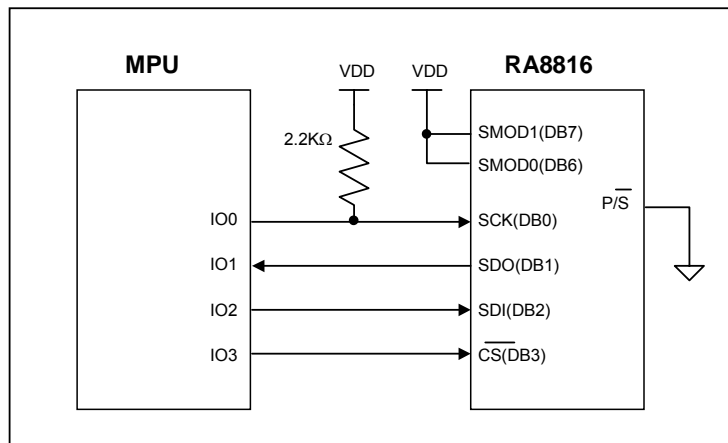 MPU
RA8816
VDD
VDD
2.2KΩ
SMOD1(DB7)
SMOD0(DB6)
P/S
IO0
SCK(DB0)
IO1
SDO(DB1)
IO2
SDI(DB2)
IO3
CS(DB3)